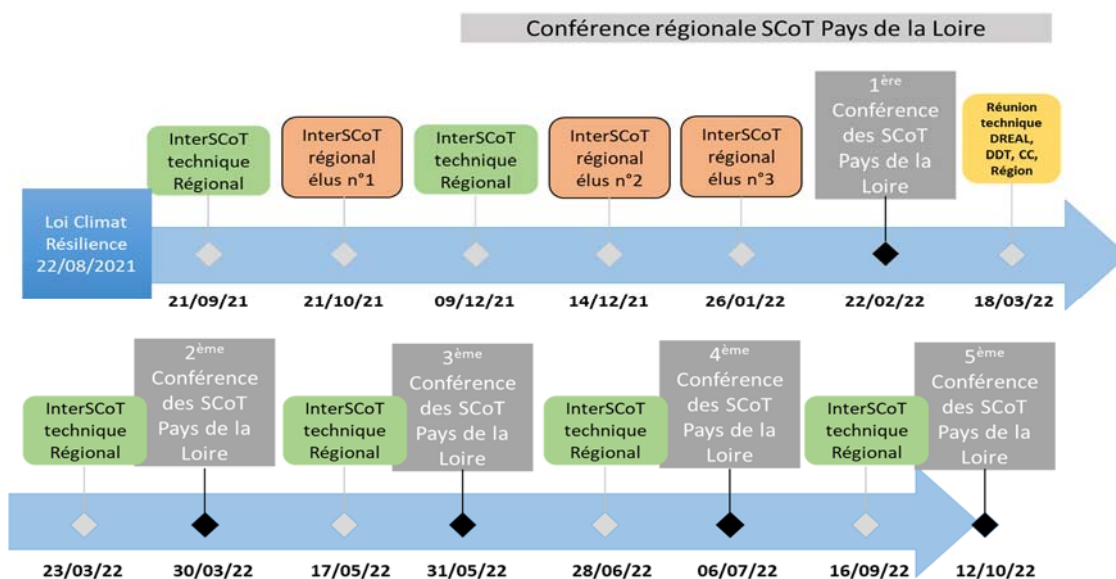 Conférence régionale SCoT Pays de la Loire
Loi Climat
Résilience
22/08/2021
InterSCoT
technique
Régional
21/09/21
InterSCoT
régional
élus n°1
21/10/21
InterSCoT
technique
Régional
09/12/21
InterSCoT
régional
élus n°2
14/12/21
InterSCoT
régional
élus n°3
26/01/22
1ère
Conférence
des SCoT
Pays de la
Loire
22/02/22
Réunion
technique
DREAL,
DDT, CC,
Région
18/03/22
InterSCoT
technique
Régional
23/03/22
2ème
Conférence
des SCoT
Pays de la
Loire
30/03/22
InterSCoT
technique
Régional
17/05/22
3ème
Conférence
des SCoT
Pays de la
Loire
31/05/22
InterSCoT
technique
Régional
28/06/22
4ème
Conférence
des SCoT
Pays de la
Loire
06/07/22
InterSCoT
technique
Régional
16/09/22
5ème
Conférence
des SCoT
Pays de la
Loire
12/10/22